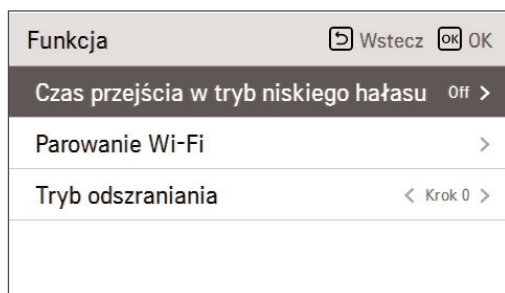 Funkcja Wstecz OK OK
Czas przejścia w tryb niskiego hałasu Off >
Parowanie Wi-Fi >
Tryb odszraniania < Krok 0 >